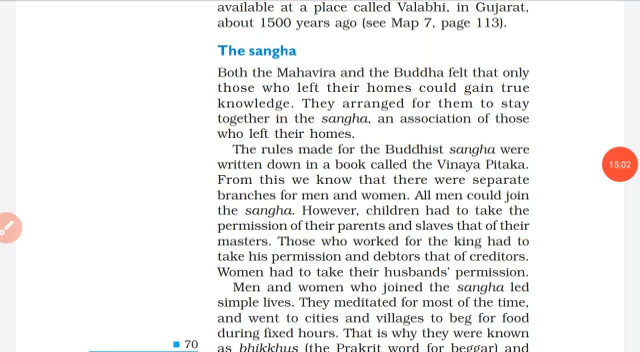 available at a place called Valabhi, in Gujarat,
about 1500 years ago (see Map 7, page 113).
The sangha
Both the Mahavira and the Buddha felt that only
those who left their homes could gain true
knowledge. They arranged for them to stay
together in the sangha, an association of those
who left their homes.
The rules made for the Buddhist sangha were
written down in a book called the Vinaya Pitaka.
From this we know that there were separate
branches for men and women. All men could join
the sangha. However, children had to take the
permission of their parents and slaves that of their
masters. Those who worked for the king had to
take his permission and debtors that of creditors.
Women had to take their husbands' permission.
Men and women who joined the sangha led
simple lives. They meditated for most of the time,
and went to cities and villages to beg for food
during fixed hours. That is why they were known
as bhikkhus (the Prakrit word for beggar) and
70
15:02